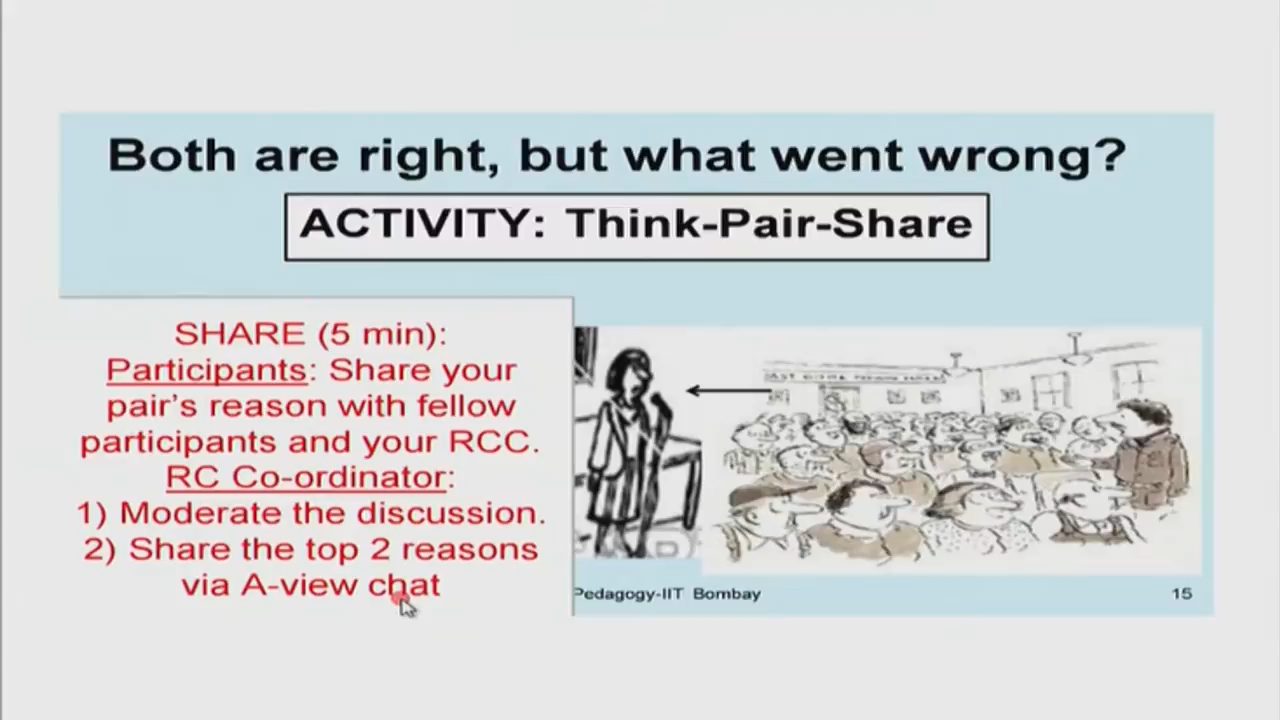 Both are right, but what went wrong?
ACTIVITY: Think-Pair-Share
SHARE (5 min):
Participants: Share your
pair's reason with fellow
participants and your RCC.
RC Co-ordinator:
1) Moderate the discussion.
2) Share the top 2 reasons
via A-view chat
Pedagogy-IIT Bombay
15